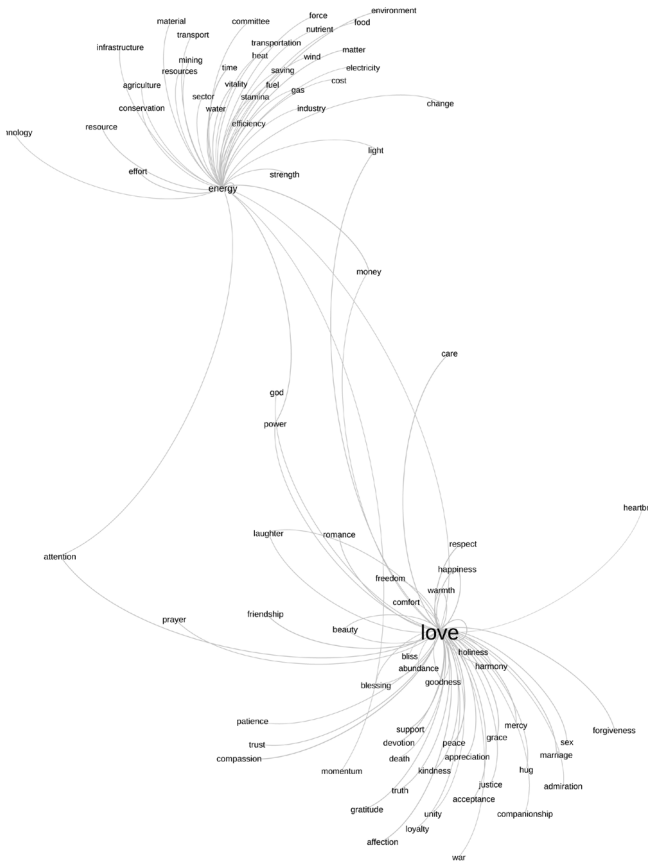 environment
force
material
committee
food
nutrient
transport
transportation
infrastructure
wind
matter
heat
mining
time
saving
electricity
resources
cost
agriculture
vitality
fuel
gas
sector
stamina
change
conservation
water
industry
efficiency
resource
nology
light
effort
strength
energy
money
care
god
power
heartbr
laughter
romance
respect
attention
happiness
freedom
warmth
comfort
friendship
prayer
beauty
love
holiness
bliss
harmony
abundance
goodness
blessing
patience
mercy
support
forgiveness
grace
devotion
peace
sex
trust
marriage
death
appreciation
compassion
momentum
kindness
hug
justice
admiration
truth
acceptance
gratitude
unity
companionship
loyalty
affection
war